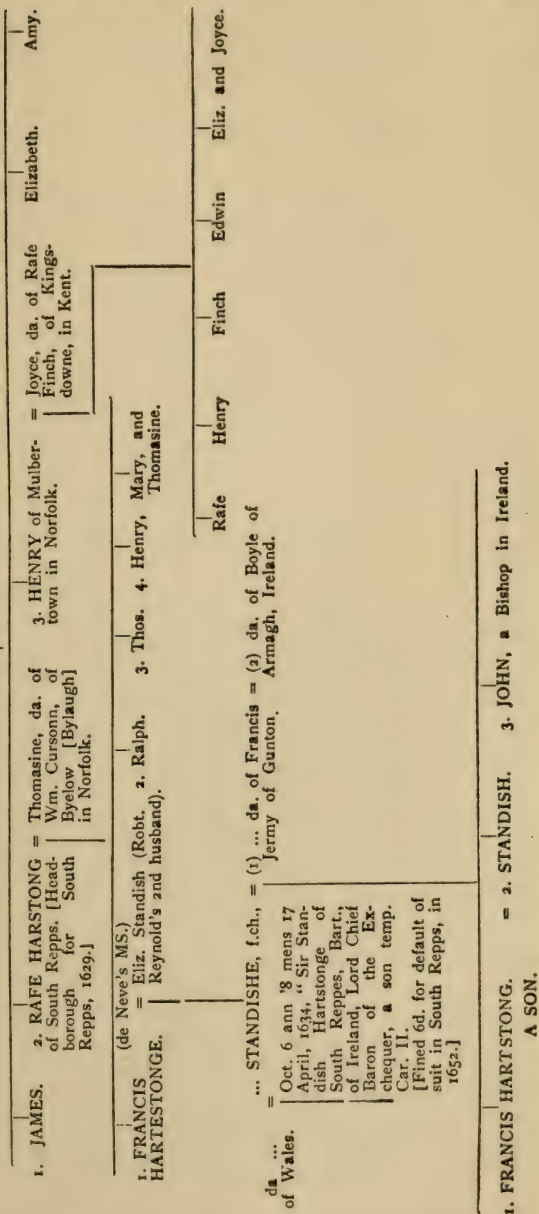 1. JAMES.
2. RAFE HARSTONG
of South Repps. [Head-
borough for South
Repps, 1629.]
= Thomasine, da. of
Wm. Cursonn, of
Byelow [Bylaugh]
in Norfolk.
3. HENRY of Mulber-
town in Norfolk.
= Joyce, da. of Rafe
Finch, of Kings-
downe, in Kent.
Elizabeth.
Amy.
(de Neve's MS.)
1. FRANCIS
HARTESTONGE.
= Eliz. Standish (Robt.
Reynold's 2nd husband).
2. Ralph.
3. Thos.
4. Henry, Mary, and
Thomasine.
Rafe
Henry
Finch
Edwin
Eliz. and Joyce.
da ...
of Wales.
=
... STANDISHE, f.ch., = (1) ... da. of Francis = (2) da. of Boyle of
Jermy of Gunton. Armagh, Ireland.
Oct. 6 ann '8 mens 17
April, 1634, “ Sir Stan-
dish Hartstonge of
South Reppes, Bart.,
of Ireland, Lord Chief
Baron of the Ex-
chequer, a son temp.
Car. II.
[Fined 6d. for default of
suit in South Repps, in
1652.]
1. FRANCIS HARTSTONG.
= 2. STANDISH.
3. JOHN, a Bishop in Ireland.
A SON.